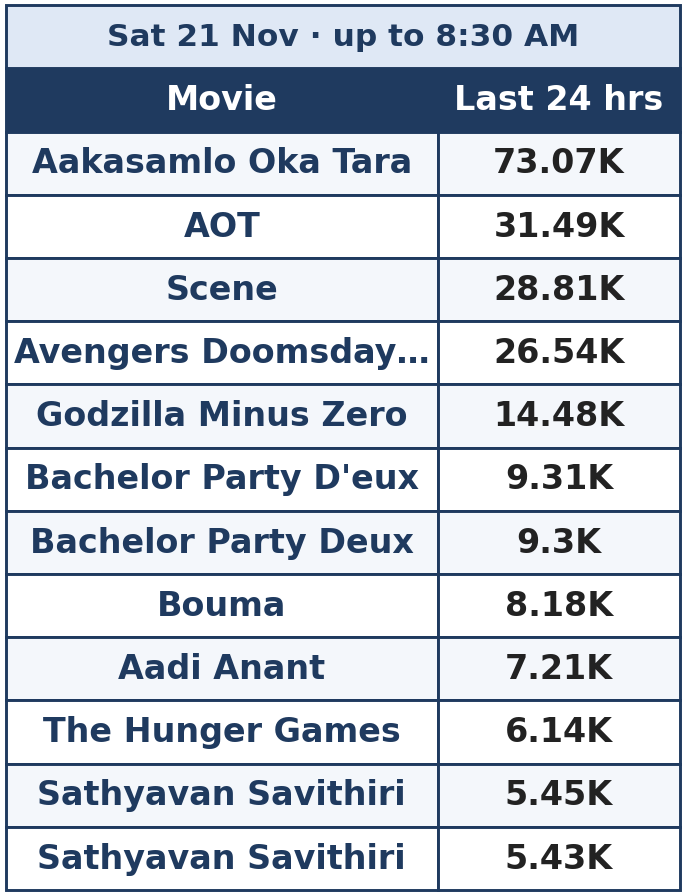 Sat 21 Nov · up to 8:30 AM
Movie Last 24 hrs
Aakasamlo Oka Tara 73.07K
AOT 31.49K
Scene 28.81K
Avengers Doomsday... 26.54K
Godzilla Minus Zero 14.48K
Bachelor Party D'eux 9.31K
Bachelor Party Deux 9.3K
Bouma 8.18K
Aadi Anant 7.21K
The Hunger Games 6.14K
Sathyavan Savithiri 5.45K
Sathyavan Savithiri 5.43K